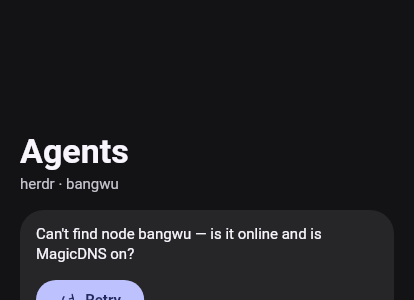 Agents
herdr · bangwu
Can't find node bangwu — is it online and is
MagicDNS on?
Retry